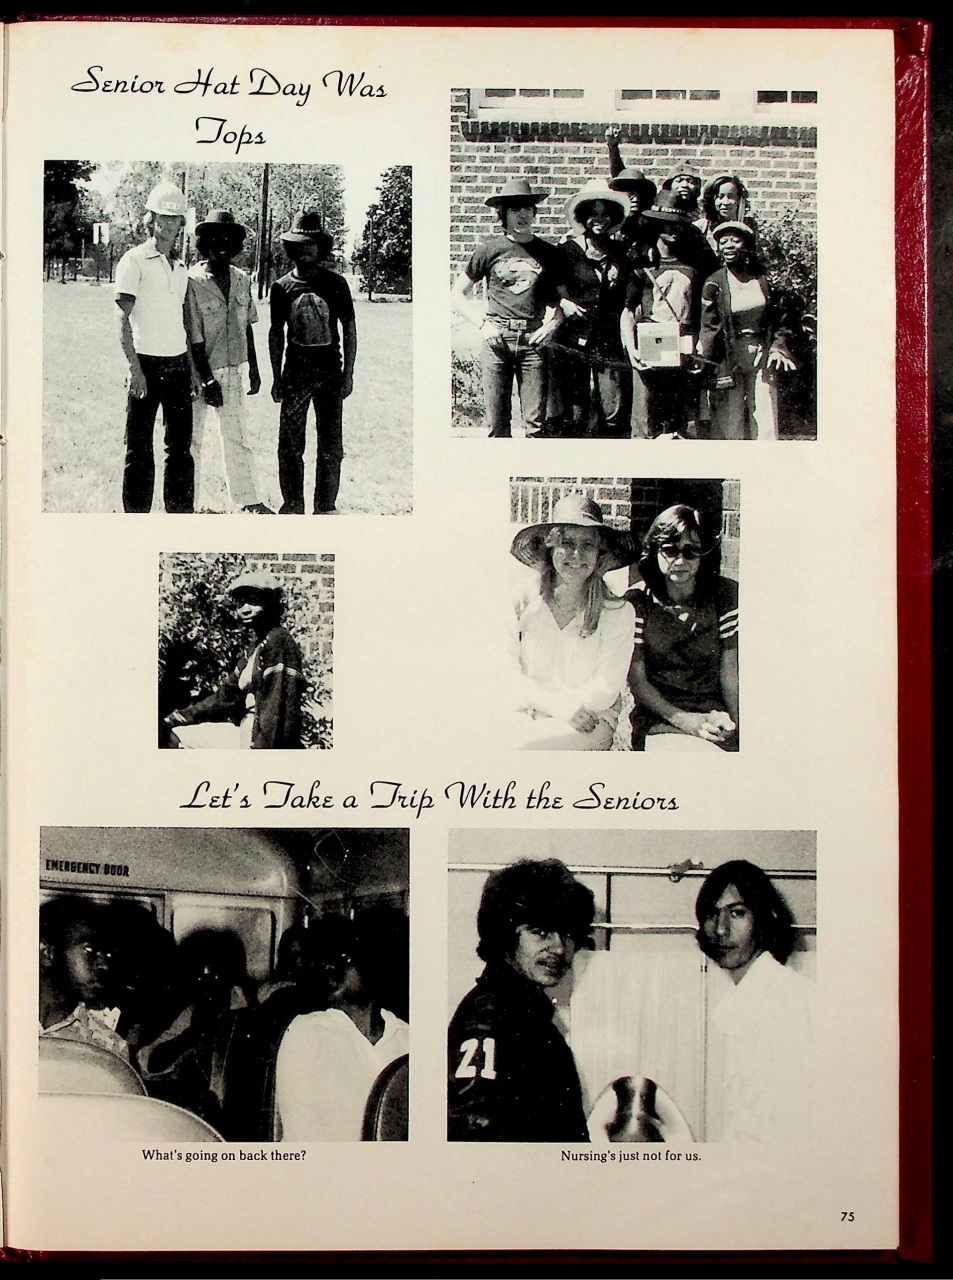 Senior Hat Day Was
Tops
Let's Take a Trip With the Seniors
EMERGENCY DOOR
21
What's going on back there?
Nursing's just not for us.
75